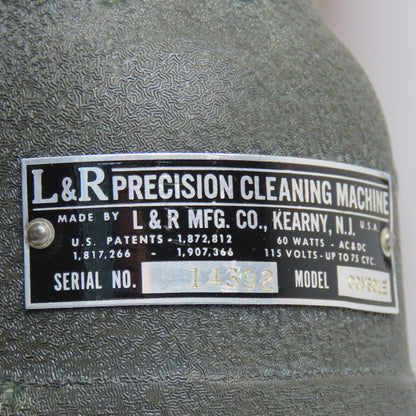 L&R PRECISION CLEANING MACHINE
MADE BY L & R MFG. CO., KEARNY, N.J. U.S.A
U.S. PATENTS - 1,872,812 60 WATTS - AC&DC
1,817,266 - 1,907,366 115 VOLTS - UP TO 75 CYC.
SERIAL NO. 14392 MODEL CONSOLE